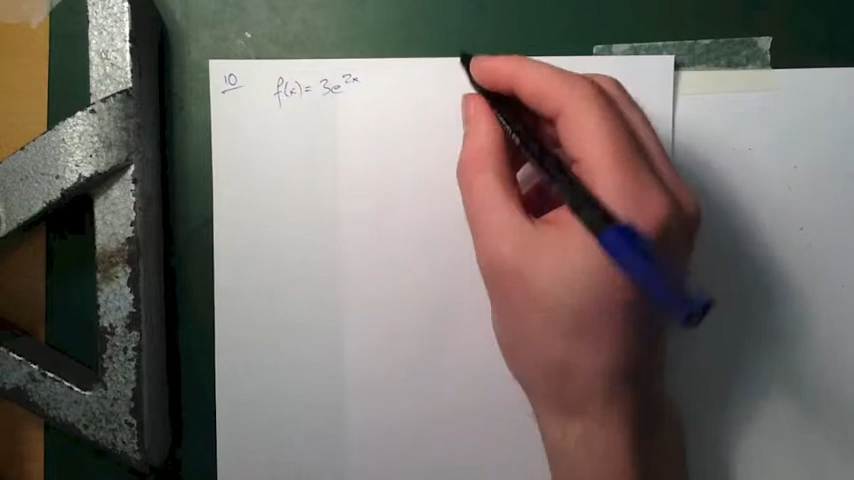 10 f(x) = 3e^{2x}